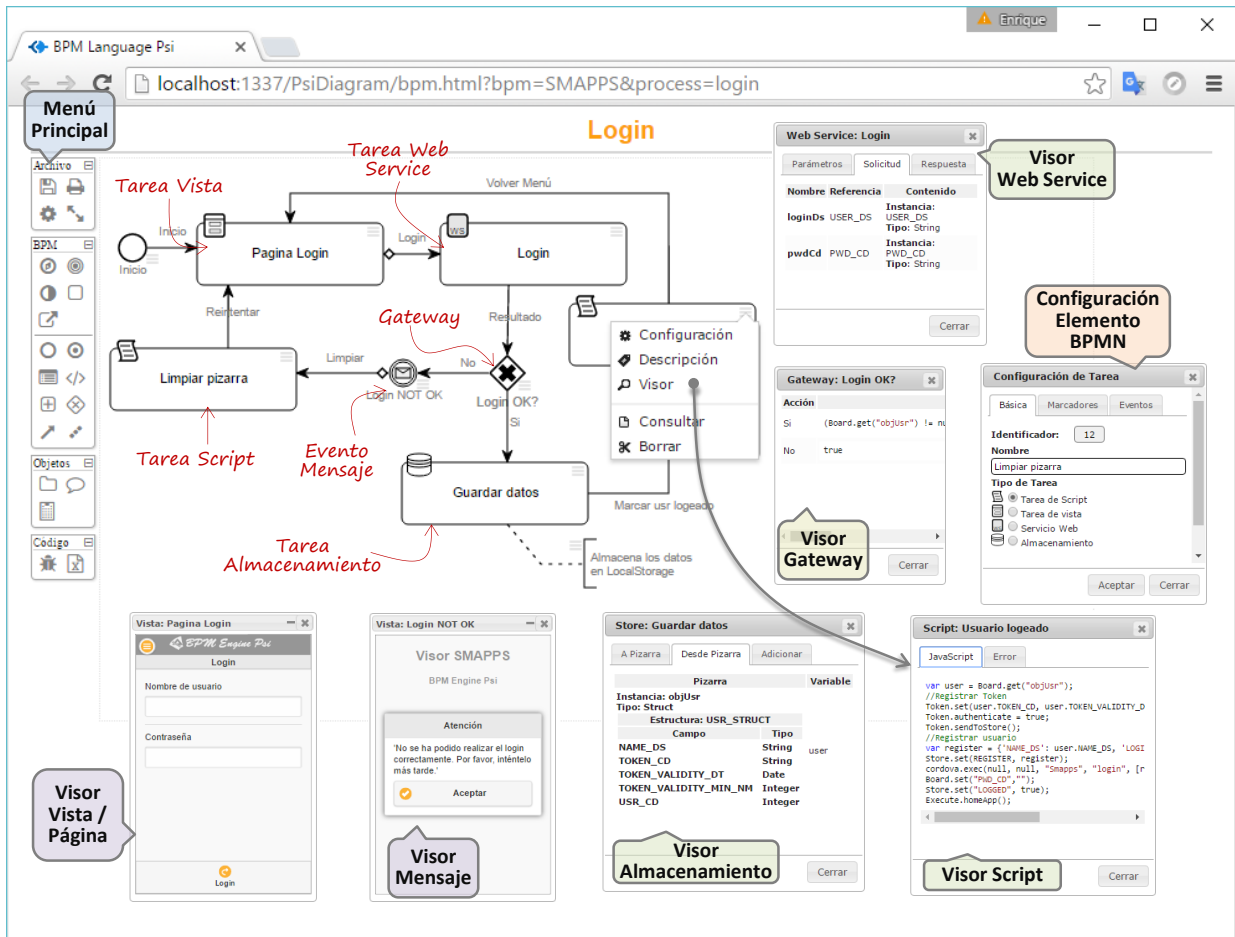 Enrique
BPM Language Psi
localhost:1337/PsiDiagram/bpm.html?bpm=SMAPPS&process=login
Menú
Principal
Login
Archivo
BPM
Objetos
Código
Tarea Vista
Tarea Web
Service
Volver Menú
Inicio
Inicio
Pagina Login
Login
ws
Login
Reintentar
Gateway
Resultado
Limpiar pizarra
Limpiar
No
Login NOT OK
Login OK?
Si
Tarea Script
Evento
Mensaje
Guardar datos
Marcar usr logeado
Tarea
Almacenamiento
Almacena los datos
en LocalStorage
Configuración
Descripción
Visor
Consultar
Borrar
Web Service: Login
Parámetros Solicitud Respuesta
Nombre Referencia Contenido
Instancia:
loginDs USER_DS USER_DS
Tipo: String
Instancia:
pwdCd PWD_CD PWD_CD
Tipo: String
Cerrar
Visor
Web Service
Configuración
Elemento
BPMN
Gateway: Login OK?
Acción
Si (Board.get("objUsr") != nu
No true
Cerrar
Visor
Gateway
Configuración de Tarea
Básica Marcadores Eventos
Identificador: 12
Nombre
Limpiar pizarra
Tipo de Tarea
Tarea de Script
Tarea de vista
Servicio Web
Almacenamiento
Aceptar Cerrar
Vista: Pagina Login
BPM Engine Psi
Login
Nombre de usuario
Contraseña
Login
Visor
Vista /
Página
Vista: Login NOT OK
Visor SMAPPS
BPM Engine Psi
Atención
'No se ha podido realizar el login
correctamente. Por favor, inténtelo
más tarde.'
Aceptar
Visor
Mensaje
Store: Guardar datos
A Pizarra Desde Pizarra Adicionar
Pizarra Variable
Instancia: objUsr
Tipo: Struct
Estructura: USR_STRUCT
Campo Tipo
NAME_DS String user
TOKEN_CD String
TOKEN_VALIDITY_DT Date
TOKEN_VALIDITY_MIN_NM Integer
USR_CD Integer
Cerrar
Visor
Almacenamiento
Script: Usuario logeado
JavaScript Error
var user = Board.get("objUsr");
//Registrar Token
Token.set(user.TOKEN_CD, user.TOKEN_VALIDITY_D
Token.authenticate = true;
Token.sendToStore();
//Registrar usuario
var register = {'NAME_DS': user.NAME_DS, 'LOGI
Store.set(REGISTER, register);
cordova.exec(null, null, "Smapps", "login", [r
Board.set("PWD_CD","");
Store.set("LOGGED", true);
Execute.homeApp();
Cerrar
Visor Script